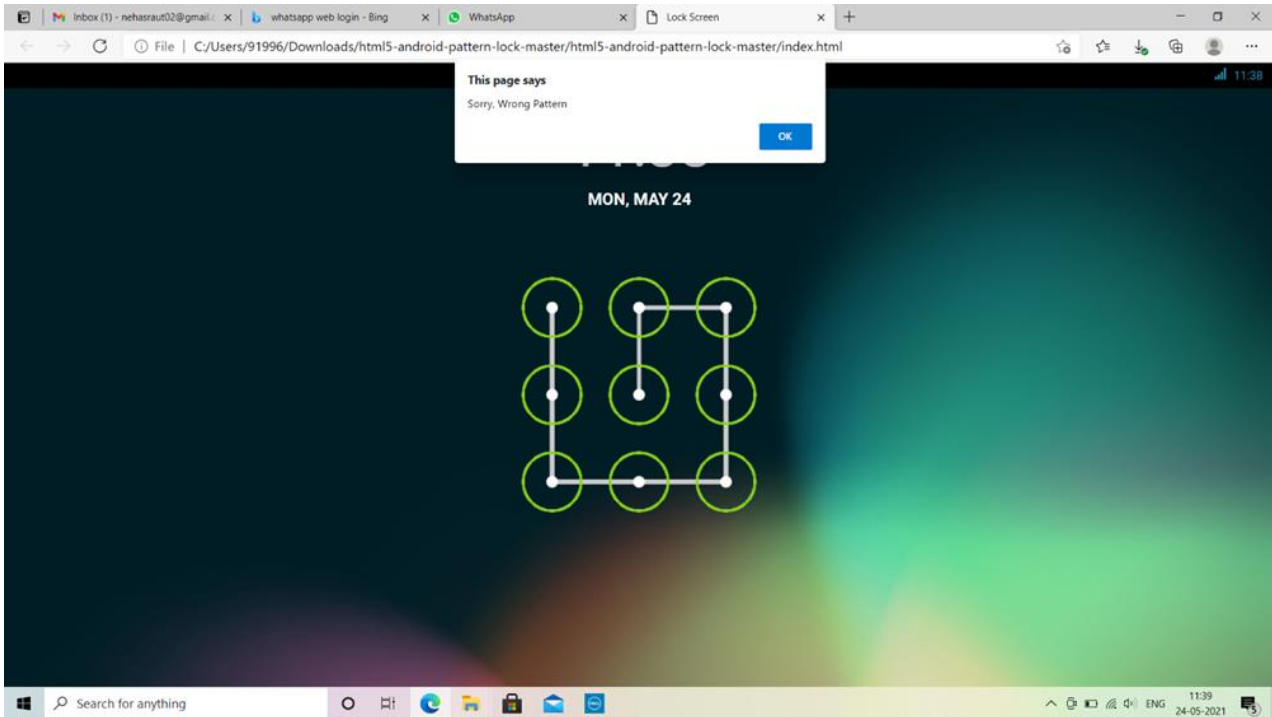 Inbox (1) - nehasraut02@gmail.c
whatsapp web login - Bing
WhatsApp
Lock Screen
File | C:/Users/91996/Downloads/html5-android-pattern-lock-master/html5-android-pattern-lock-master/index.html
This page says
Sorry, Wrong Pattern
OK
11:38
MON, MAY 24
Search for anything
ENG
11:39
24-05-2021
5